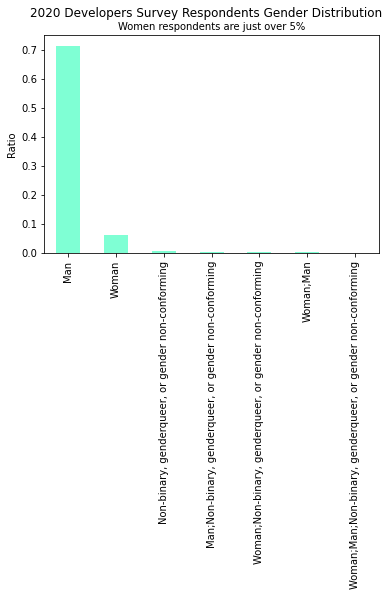 2020 Developers Survey Respondents Gender Distribution
Women respondents are just over 5%
0.7
0.6
0.5
0.4
0.3
0.2
0.1
0.0
Ratio
Man
Woman
Non-binary, genderqueer, or gender non-conforming
Man;Non-binary, genderqueer, or gender non-conforming
Woman;Non-binary, genderqueer, or gender non-conforming
Woman;Man
Woman;Man;Non-binary, genderqueer, or gender non-conforming